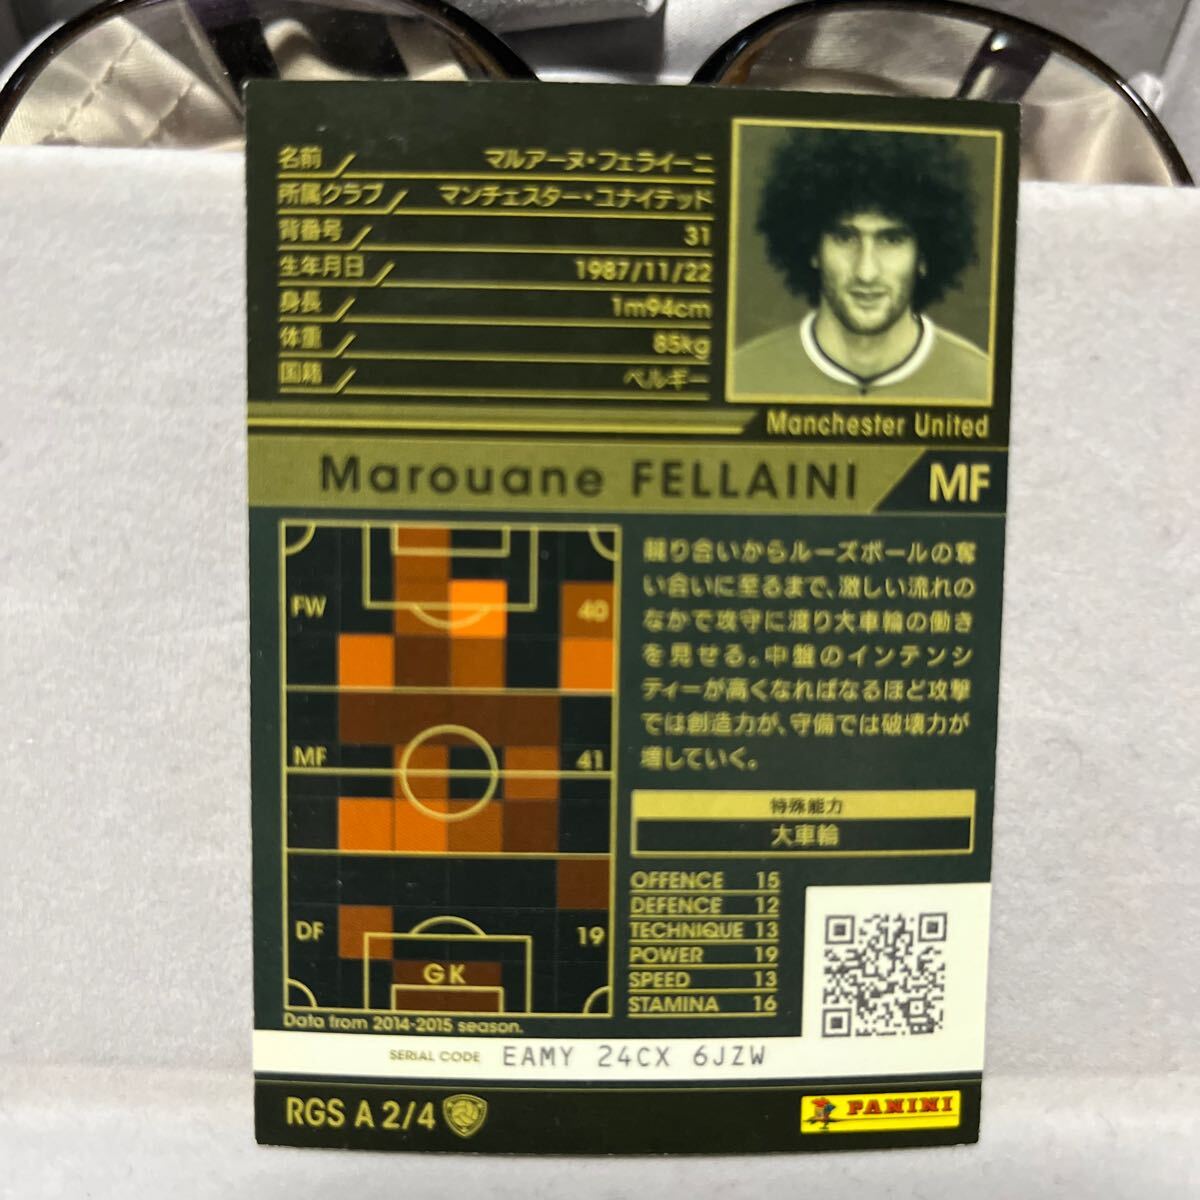 名前 マルアーヌ・フェライーニ
所属クラブ マンチェスター・ユナイテッド
背番号 31
生年月日 1987/11/22
身長 1m94cm
体重 85kg
国籍 ベルギー
Manchester United
Marouane FELLAINI MF
FW 40
MF 41
DF 19
GK
Data from 2014-2015 season.
競り合いからルーズボールの奪
い合いに至るまで、激しい流れの
なかで攻守に渡り大車輪の働き
を見せる。中盤のインテンシ
ティーが高くなればなるほど攻撃
では創造力が、守備では破壊力が
増していく。
特殊能力
大車輪
OFFENCE 15
DEFENCE 12
TECHNIQUE 13
POWER 19
SPEED 13
STAMINA 16
SERIAL CODE EAMY 24CX 6JZW
RGS A 2/4
PANINI